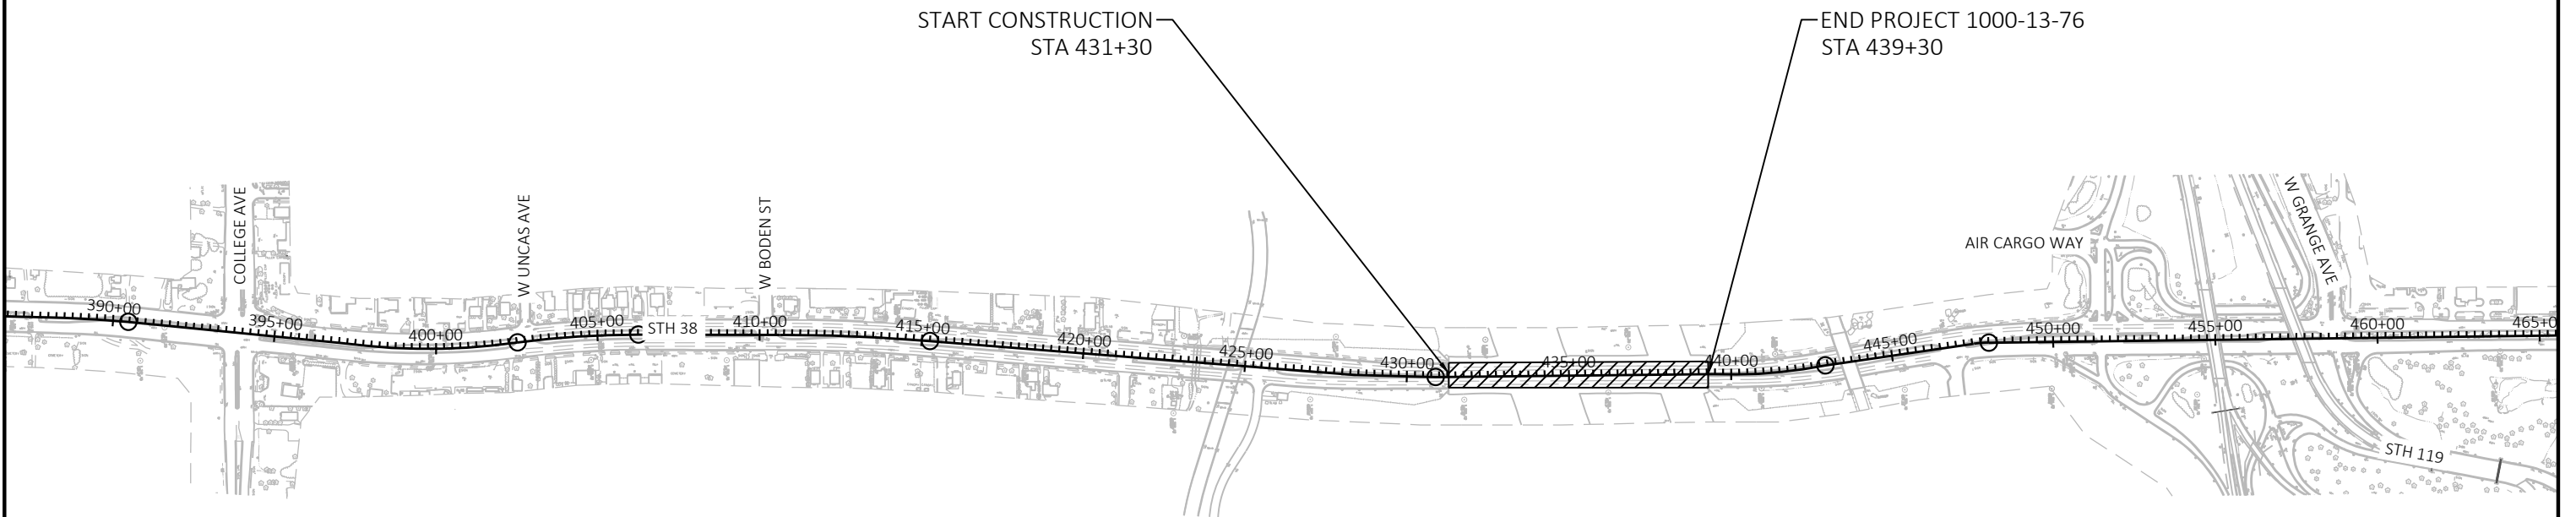 START CONSTRUCTION
STA 431+30
END PROJECT 1000-13-76
STA 439+30
COLLEGE AVE
W UNCAS AVE
W BODEN ST
AIR CARGO WAY
W GRANGE AVE
390+00
395+00
400+00
405+00
STH 38
410+00
415+00
420+00
425+00
430+00
435+00
440+00
445+00
450+00
455+00
460+00
465+0
STH 119